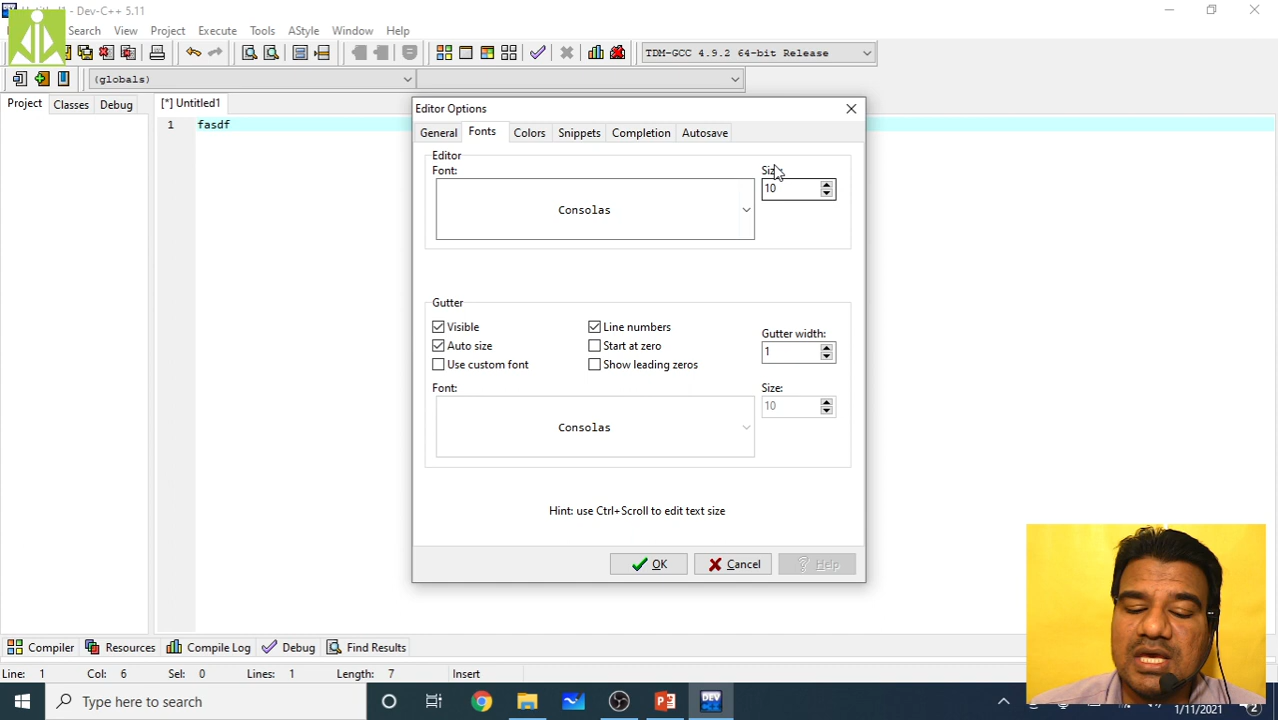 Untitled1 - Dev-C++ 5.11
Search View Project Execute Tools AStyle Window Help
TDM-GCC 4.9.2 64-bit Release
(globals)
Project Classes Debug
[*] Untitled1
1 fasdf
Editor Options
General Fonts Colors Snippets Completion Autosave
Editor
Font:
Consolas
10
Gutter
Visible
Auto size
Use custom font
Line numbers
Start at zero
Show leading zeros
Gutter width:
1
Font:
Consolas
Size:
10
Hint: use Ctrl+Scroll to edit text size
OK Cancel Help
Compiler Resources Compile Log Debug Find Results
Line: 1 Col: 6 Sel: 0 Lines: 1 Length: 7 Insert
Type here to search
DEV
1/11/2021
2